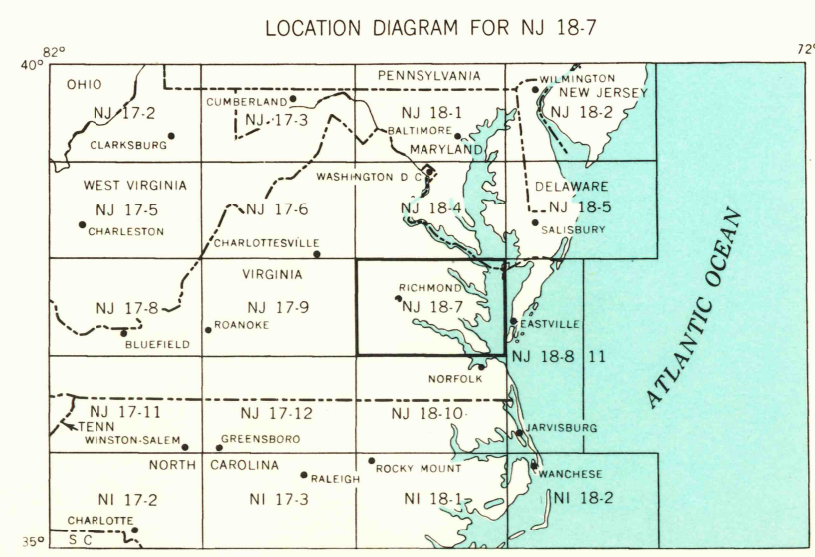 LOCATION DIAGRAM FOR NJ 18-7
82°
72°
40°
OHIO
PENNSYLVANIA
WILMINGTON
NEW JERSEY
CUMBERLAND
NJ 17-2
NJ 17-3
NJ 18-1
NJ 18-2
CLARKSBURG
BALTIMORE
MARYLAND
WASHINGTON D C
WEST VIRGINIA
DELAWARE
NJ 17-5
NJ 17-6
NJ 18-4
NJ 18-5
CHARLESTON
SALISBURY
CHARLOTTESVILLE
VIRGINIA
RICHMOND
NJ 17-8
NJ 17-9
NJ 18-7
ROANOKE
EASTVILLE
BLUEFIELD
NJ 18-8
11
ATLANTIC OCEAN
NORFOLK
NJ 17-11
NJ 17-12
NJ 18-10
TENN
JARVISBURG
WINSTON-SALEM
GREENSBORO
NORTH CAROLINA
ROCKY MOUNT
WANCHESE
RALEIGH
NI 17-2
NI 17-3
NI 18-1
NI 18-2
CHARLOTTE
35°
S C